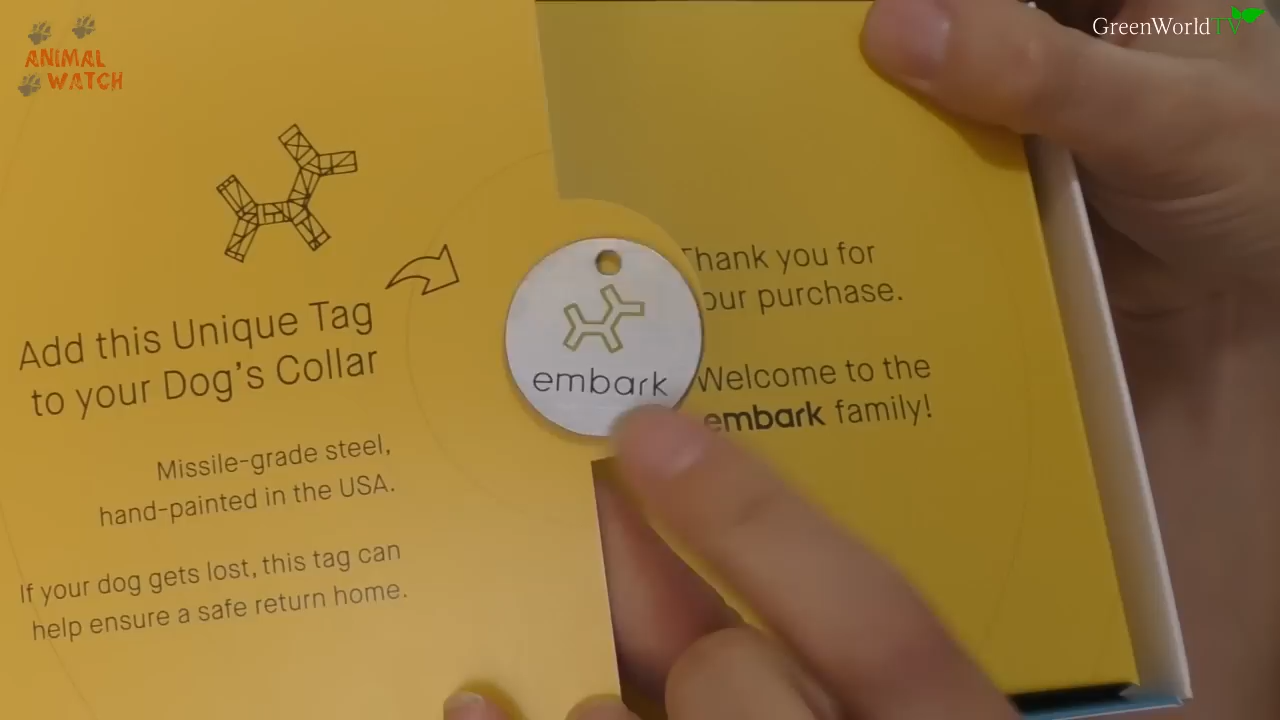 ANIMAL
WATCH
GreenWorldTV
Add this Unique Tag
to your Dog's Collar
Missile-grade steel,
hand-painted in the USA.
If your dog gets lost, this tag can
help ensure a safe return home.
embark
Thank you for
our purchase.
Welcome to the
embark family!